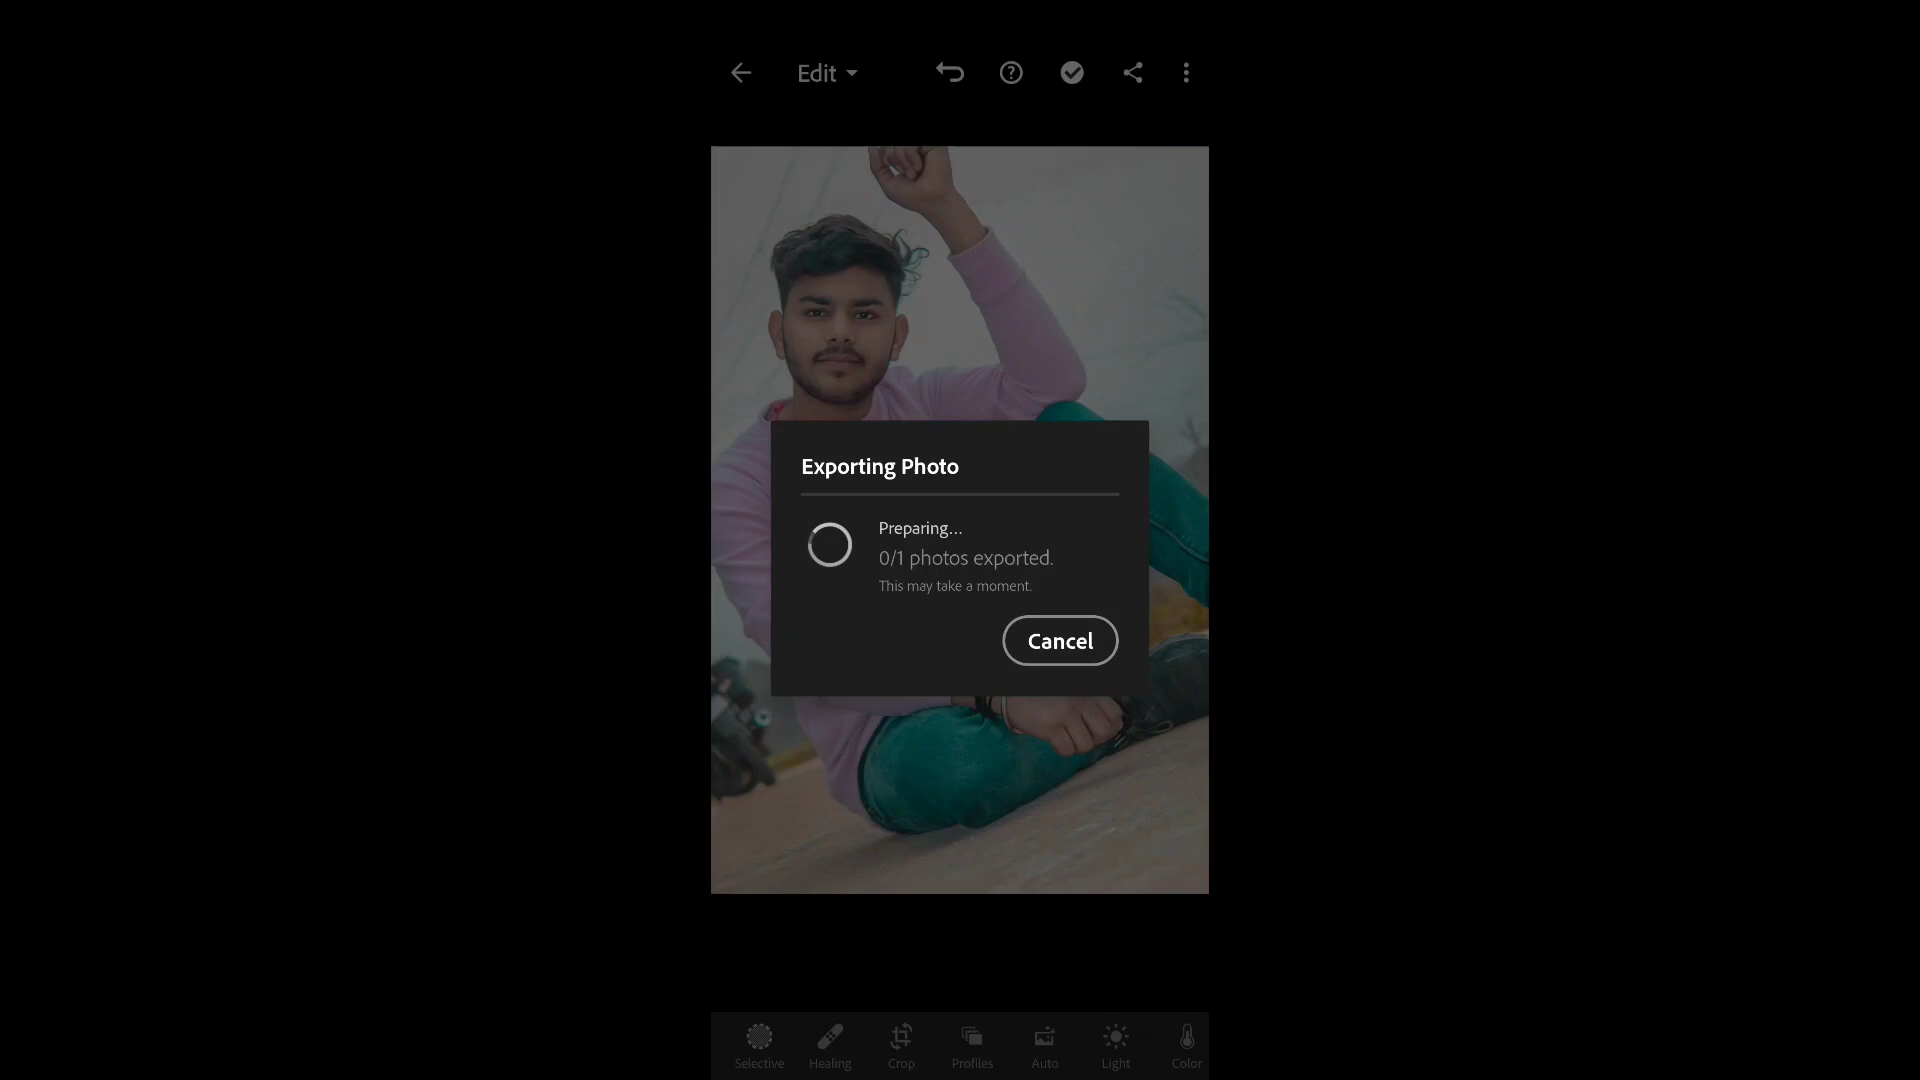 Edit
Exporting Photo
Preparing...
0/1 photos exported.
This may take a moment.
Cancel
Selective Healing Crop Profiles Auto Light Color